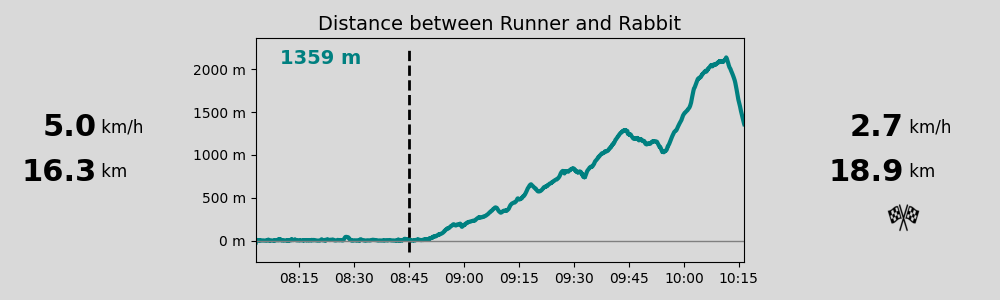 Distance between Runner and Rabbit
1359 m
2000 m
1500 m
1000 m
500 m
0 m
08:15 08:30 08:45 09:00 09:15 09:30 09:45 10:00 10:15
5.0 km/h
16.3 km
2.7 km/h
18.9 km